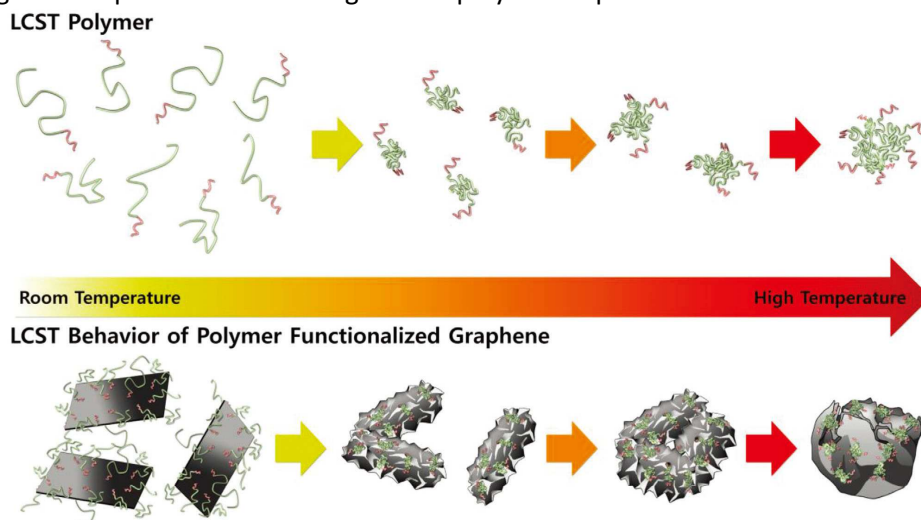 LCST Polymer
Room Temperature
High Temperature
LCST Behavior of Polymer Functionalized Graphene